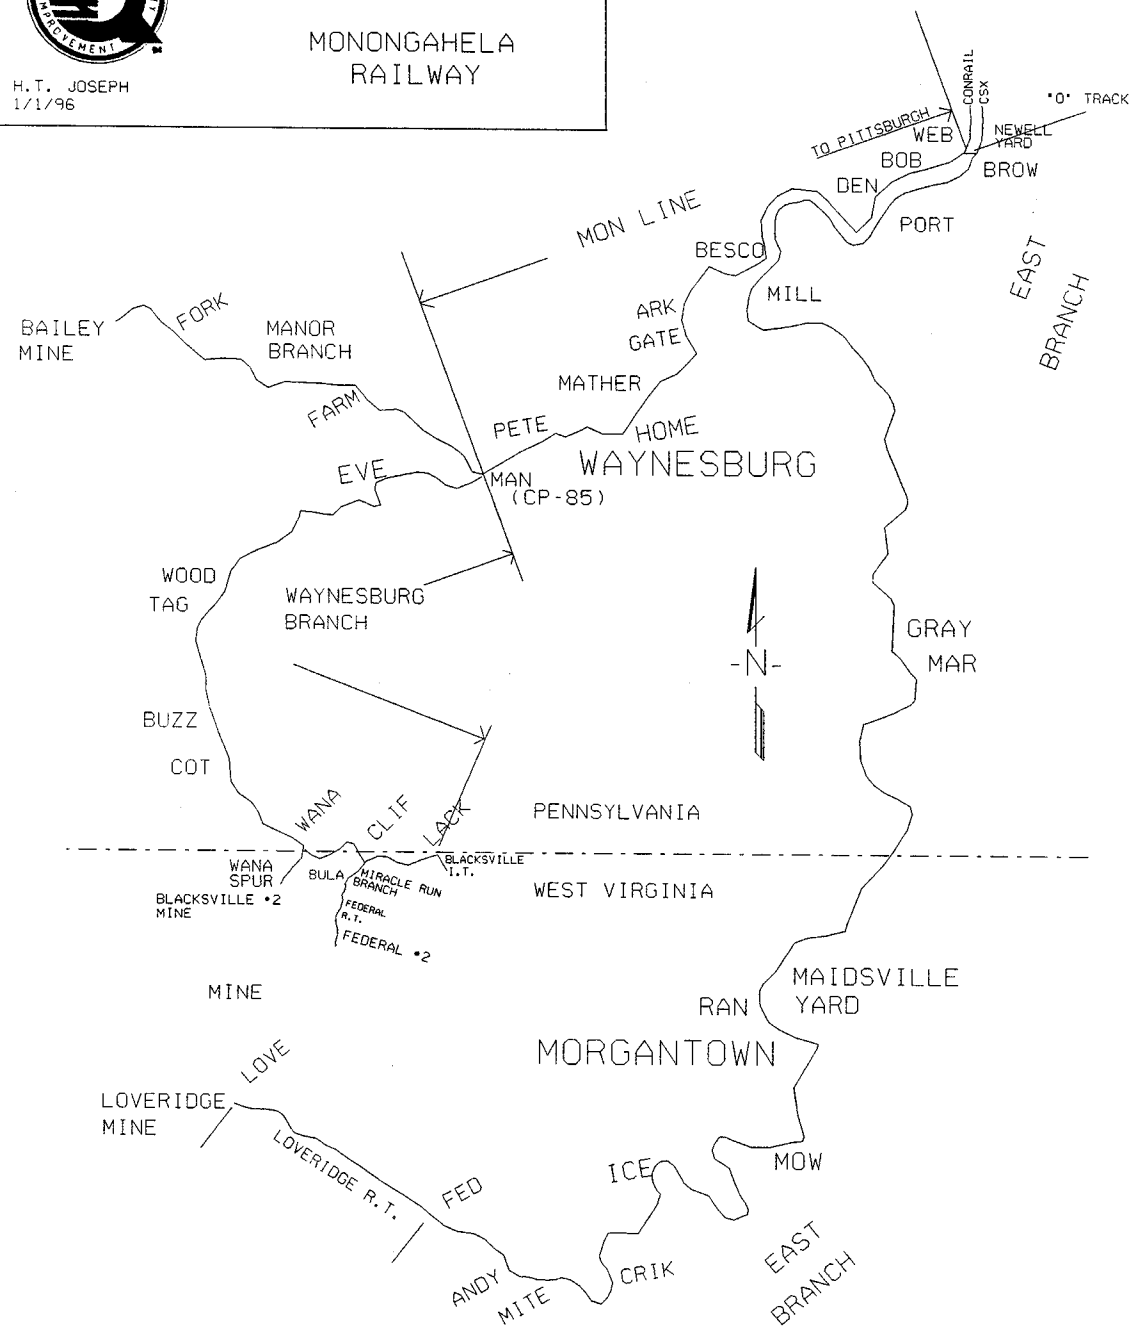 IMPROVEMENT
H.T. JOSEPH
1/1/96
MONONGAHELA
RAILWAY
CONRAIL
CSX
"O" TRACK
TO PITTSBURGH
WEB
NEWELL
YARD
BOB
BROW
DEN
PORT
MON LINE
BESCO
EAST
BRANCH
MILL
FORK
ARK
GATE
BAILEY
MINE
MANOR
BRANCH
MATHER
FARM
PETE
HOME
WAYNESBURG
EVE
MAN
(CP-85)
WOOD
TAG
WAYNESBURG
BRANCH
GRAY
MAR
-N-
BUZZ
COT
WANA
CLIF
LACK
PENNSYLVANIA
WANA
SPUR
BULA
MIRACLE RUN
BRANCH
BLACKSVILLE
I.T.
WEST VIRGINIA
BLACKSVILLE •2
MINE
FEDERAL
R.T.
FEDERAL •2
MINE
MAIDSVILLE
YARD
RAN
MORGANTOWN
LOVE
LOVERIDGE
MINE
LOVERIDGE R.T.
FED
ICE
MOW
ANDY
MITE
CRIK
EAST
BRANCH